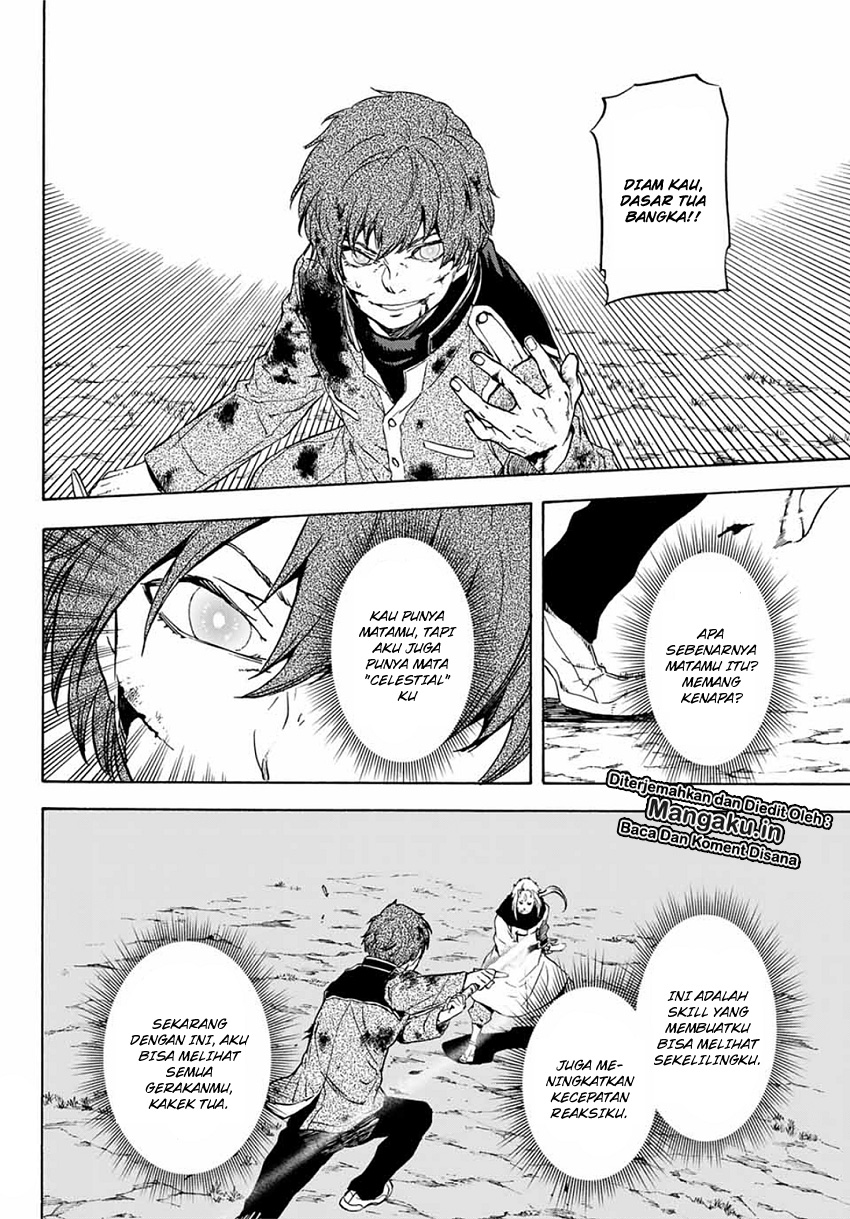 DIAM KAU,
DASAR TUA
BANGKA!!
APA
SEBENARNYA
MATAMU ITU?
MEMANG
KENAPA?
KAU PUNYA
MATAMU, TAPI
AKU JUGA
PUNYA MATA
"CELESTIAL"
KU
Diterjemahkan dan Diedit Oleh :
Mangaku.in
Baca Dan Koment Disana
INI ADALAH
SKILL YANG
MEMBUATKU
BISA MELIHAT
SEKELILINGKU.
JUGA ME-
NINGKATKAN
KECEPATAN
REAKSIKU.
SEKARANG
DENGAN INI, AKU
BISA MELIHAT
SEMUA
GERAKANMU,
KAKEK TUA.